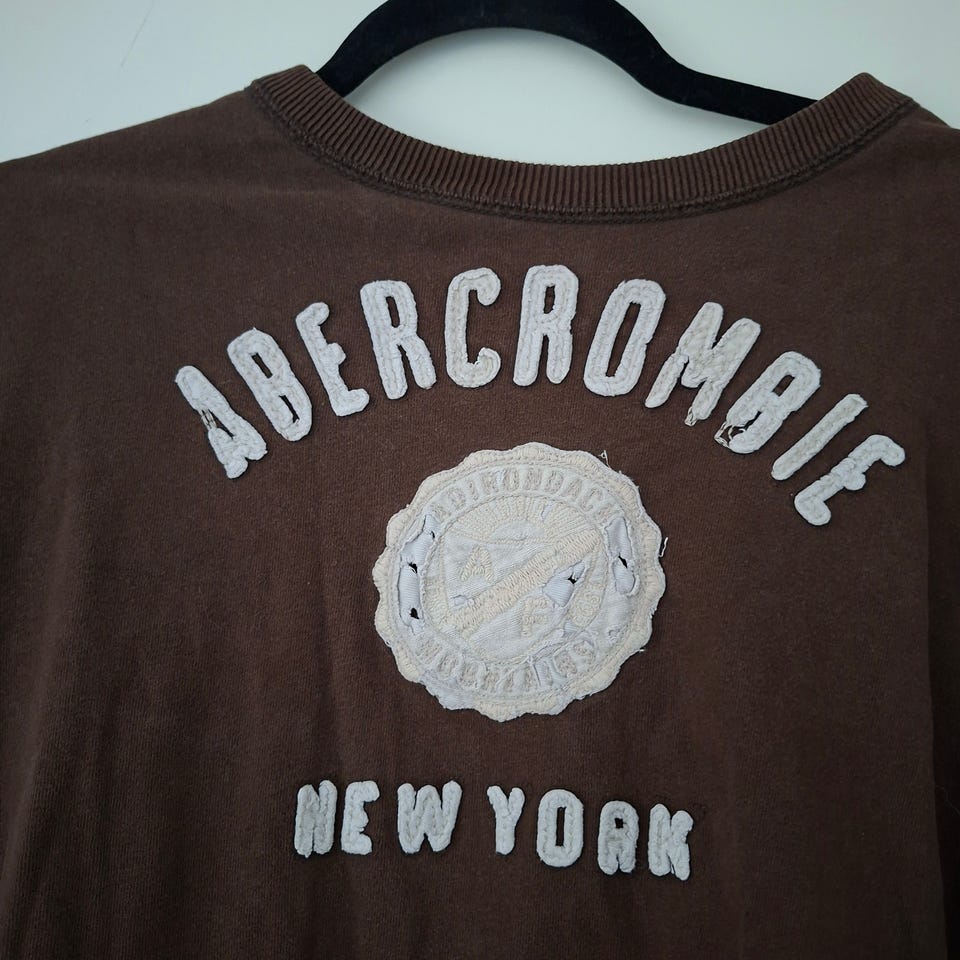 ABERCROMBIE
ADIRONDACK
A
F
NEW YORK